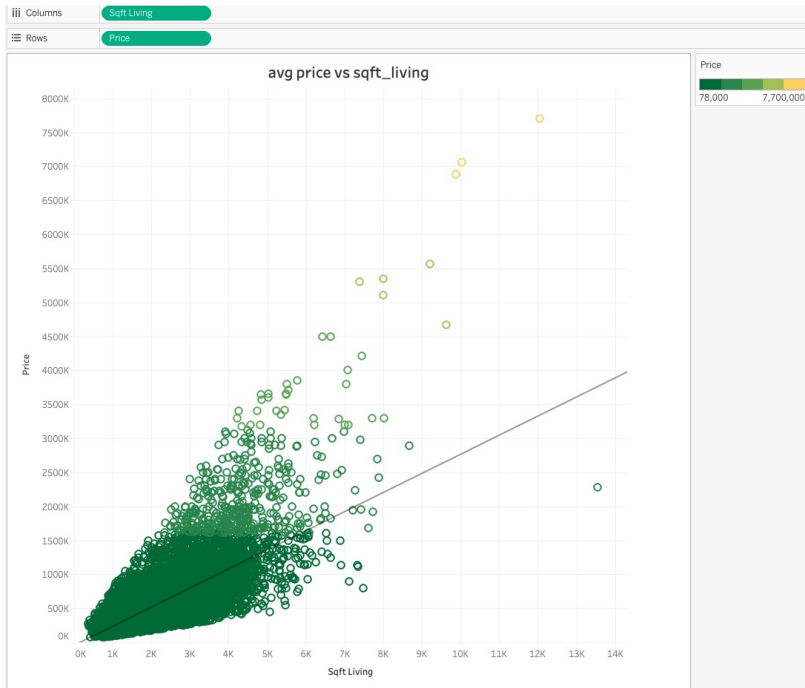 Columns
Sqft Living
Rows
Price
avg price vs sqft_living
Price
78,000 7,700,000
8000K
7500K
7000K
6500K
6000K
5500K
5000K
4500K
4000K
3500K
3000K
2500K
2000K
1500K
1000K
500K
0K
Price
0K 1K 2K 3K 4K 5K 6K 7K 8K 9K 10K 11K 12K 13K 14K
Sqft Living